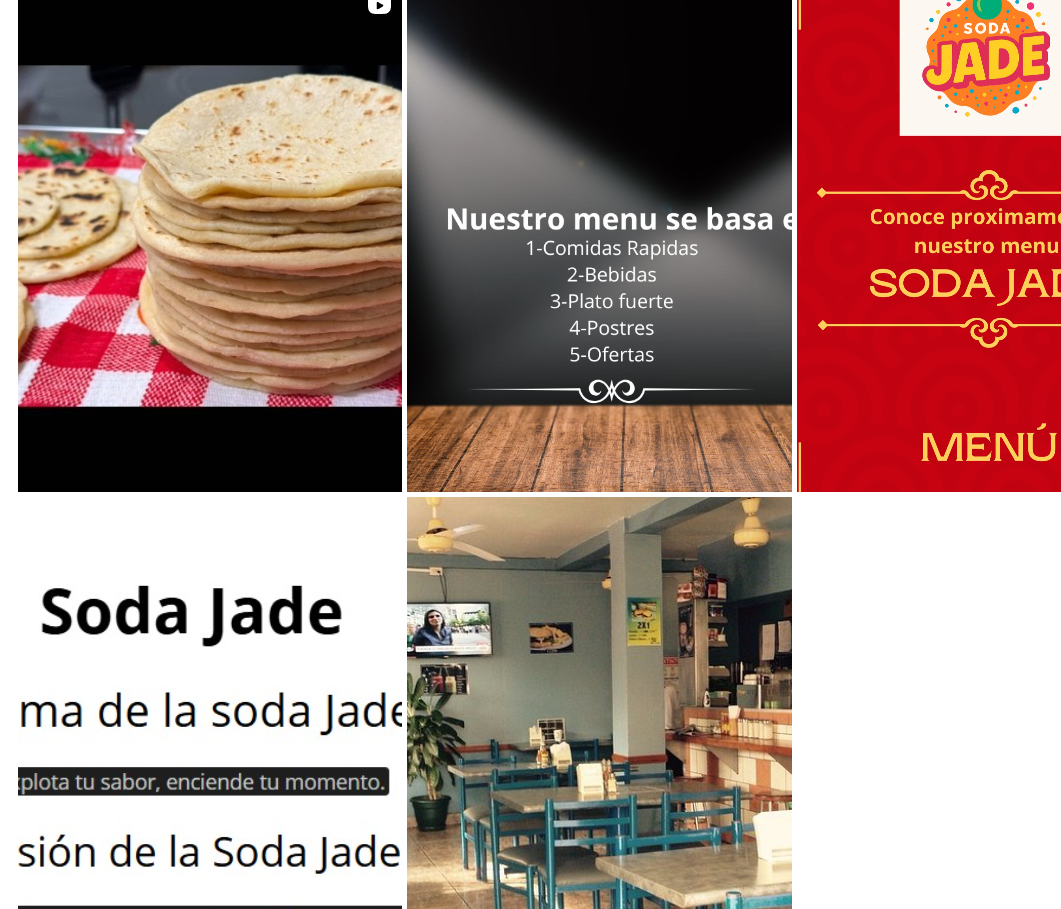 Nuestro menu se basa e
1-Comidas Rapidas
2-Bebidas
3-Plato fuerte
4-Postres
5-Ofertas
SODA
JADE
Conoce proximame
nuestro menu
SODA JAD
MENÚ
Soda Jade
ma de la soda Jade
xplota tu sabor, enciende tu momento.
sión de la Soda Jade
2X1